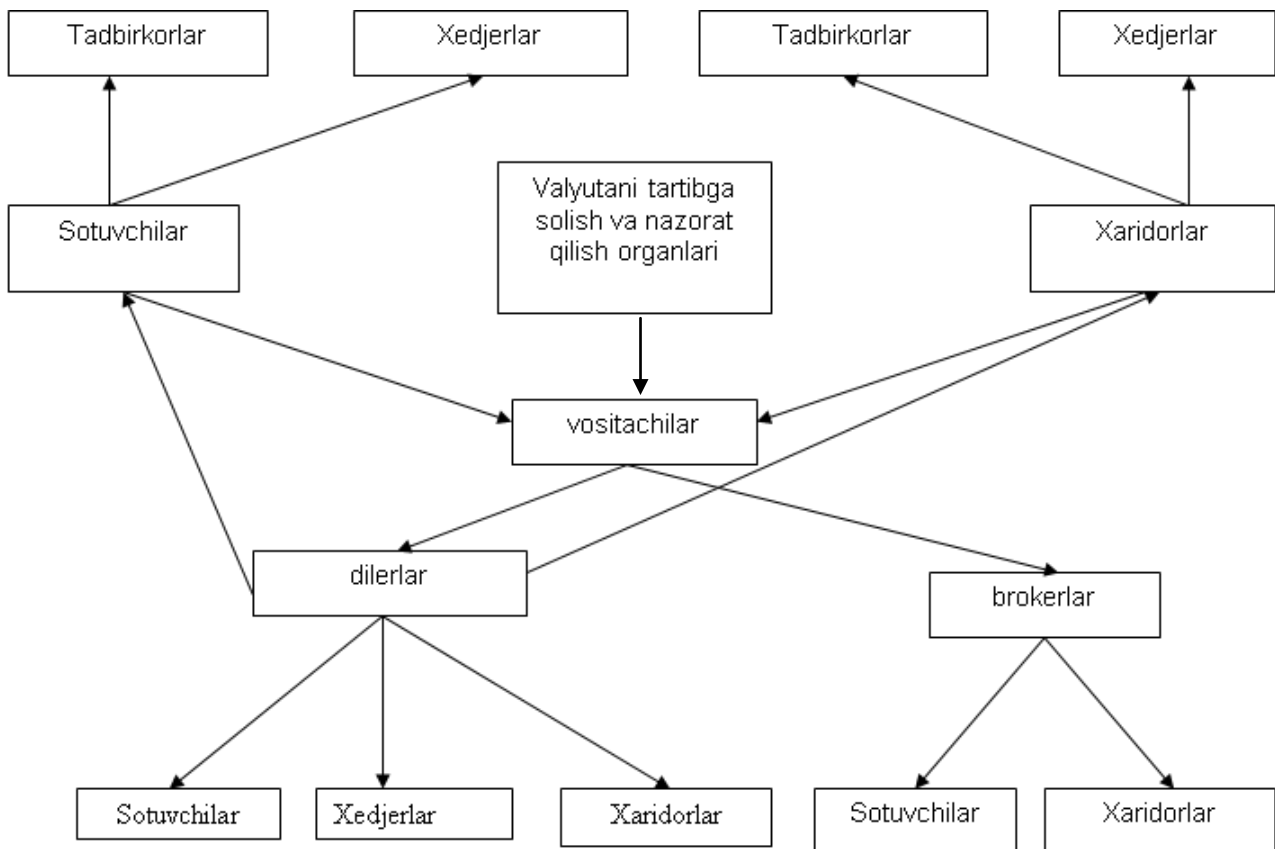 Tadbirkorlar
Xedjerlar
Tadbirkorlar
Xedjerlar
Sotuvchilar
Valyutani tartibga
solish va nazorat
qilish organlari
Xaridorlar
vositachilar
dilerlar
brokerlar
Sotuvchilar
Xedjerlar
Xaridorlar
Sotuvchilar
Xaridorlar